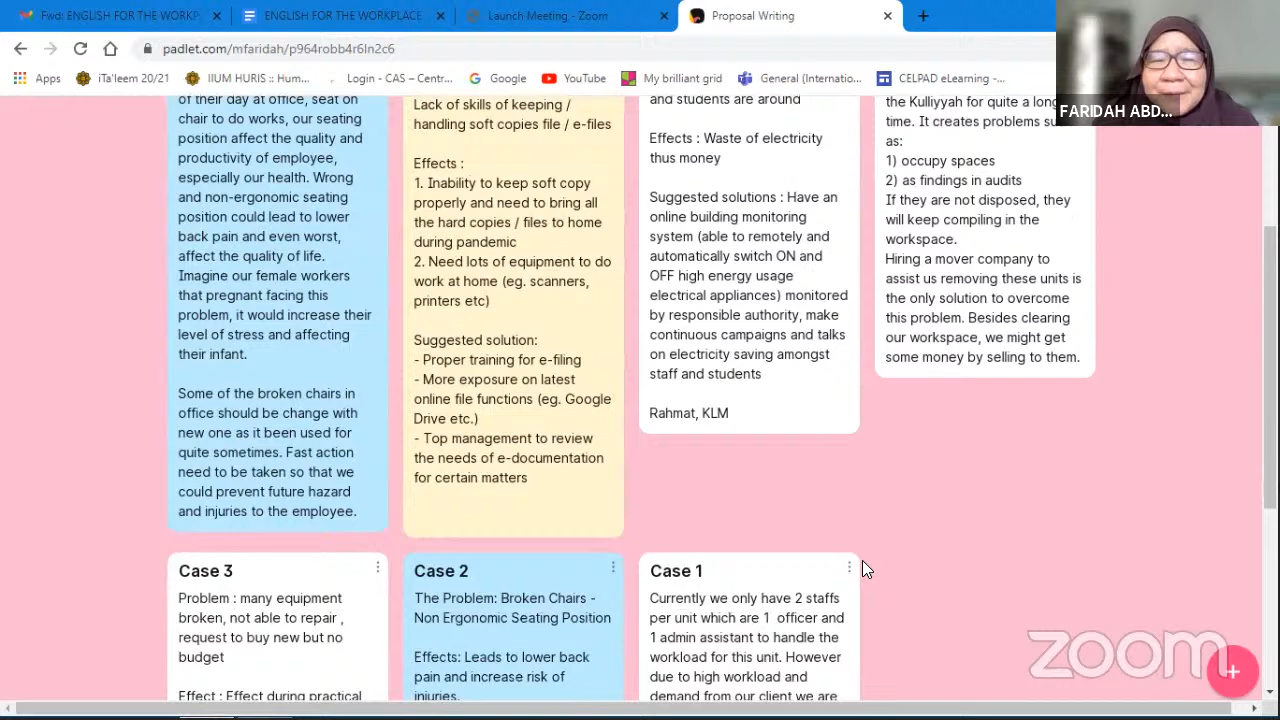 Fwd: ENGLISH FOR THE WORKP
ENGLISH FOR THE WORKPLACE
Launch Meeting - Zoom
Proposal Writing
padlet.com/mfaridah/p964robb4r6ln2c6
Apps
iTa'leem 20/21
IIUM HURIS :: Hum...
Login - CAS – Centr...
Google
YouTube
My brilliant grid
General (Internatio...
CELPAD eLearning -...
FARIDAH ABD...
of their day at office, seat on
chair to do works, our seating
position affect the quality and
productivity of employee,
especially our health. Wrong
and non-ergonomic seating
position could lead to lower
back pain and even worst,
affect the quality of life.
Imagine our female workers
that pregnant facing this
problem, it would increase their
level of stress and affecting
their infant.
Some of the broken chairs in
office should be change with
new one as it been used for
quite sometimes. Fast action
need to be taken so that we
could prevent future hazard
and injuries to the employee.
Lack of skills of keeping /
handling soft copies file / e-files
Effects :
1. Inability to keep soft copy
properly and need to bring all
the hard copies / files to home
during pandemic
2. Need lots of equipment to do
work at home (eg. scanners,
printers etc)
Suggested solution:
- Proper training for e-filing
- More exposure on latest
online file functions (eg. Google
Drive etc.)
- Top management to review
the needs of e-documentation
for certain matters
and students are around
Effects : Waste of electricity
thus money
Suggested solutions : Have an
online building monitoring
system (able to remotely and
automatically switch ON and
OFF high energy usage
electrical appliances) monitored
by responsible authority, make
continuous campaigns and talks
on electricity saving amongst
staff and students
Rahmat, KLM
the Kulliyyah for quite a long
time. It creates problems su
as:
1) occupy spaces
2) as findings in audits
If they are not disposed, they
will keep compiling in the
workspace.
Hiring a mover company to
assist us removing these units is
the only solution to overcome
this problem. Besides clearing
our workspace, we might get
some money by selling to them.
Case 3
Problem : many equipment
broken, not able to repair ,
request to buy new but no
budget
Effect : Effect during practical
Case 2
The Problem: Broken Chairs -
Non Ergonomic Seating Position
Effects: Leads to lower back
pain and increase risk of
injuries.
Case 1
Currently we only have 2 staffs
per unit which are 1 officer and
1 admin assistant to handle the
workload for this unit. However
due to high workload and
demand from our client we are
zoom